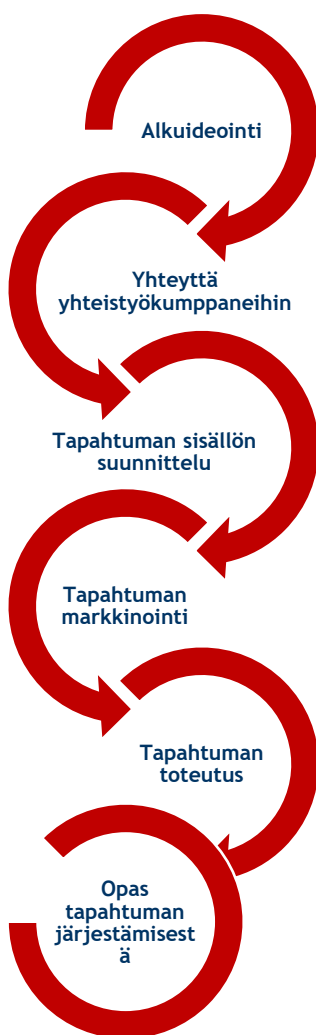 Alkuideointi
Yhteyttä
yhteistyökumppaneihin
Tapahtuman sisällön
suunnittelu
Tapahtuman
markkinointi
Tapahtuman
toteutus
Opas
tapahtuman
järjestämisest
ä